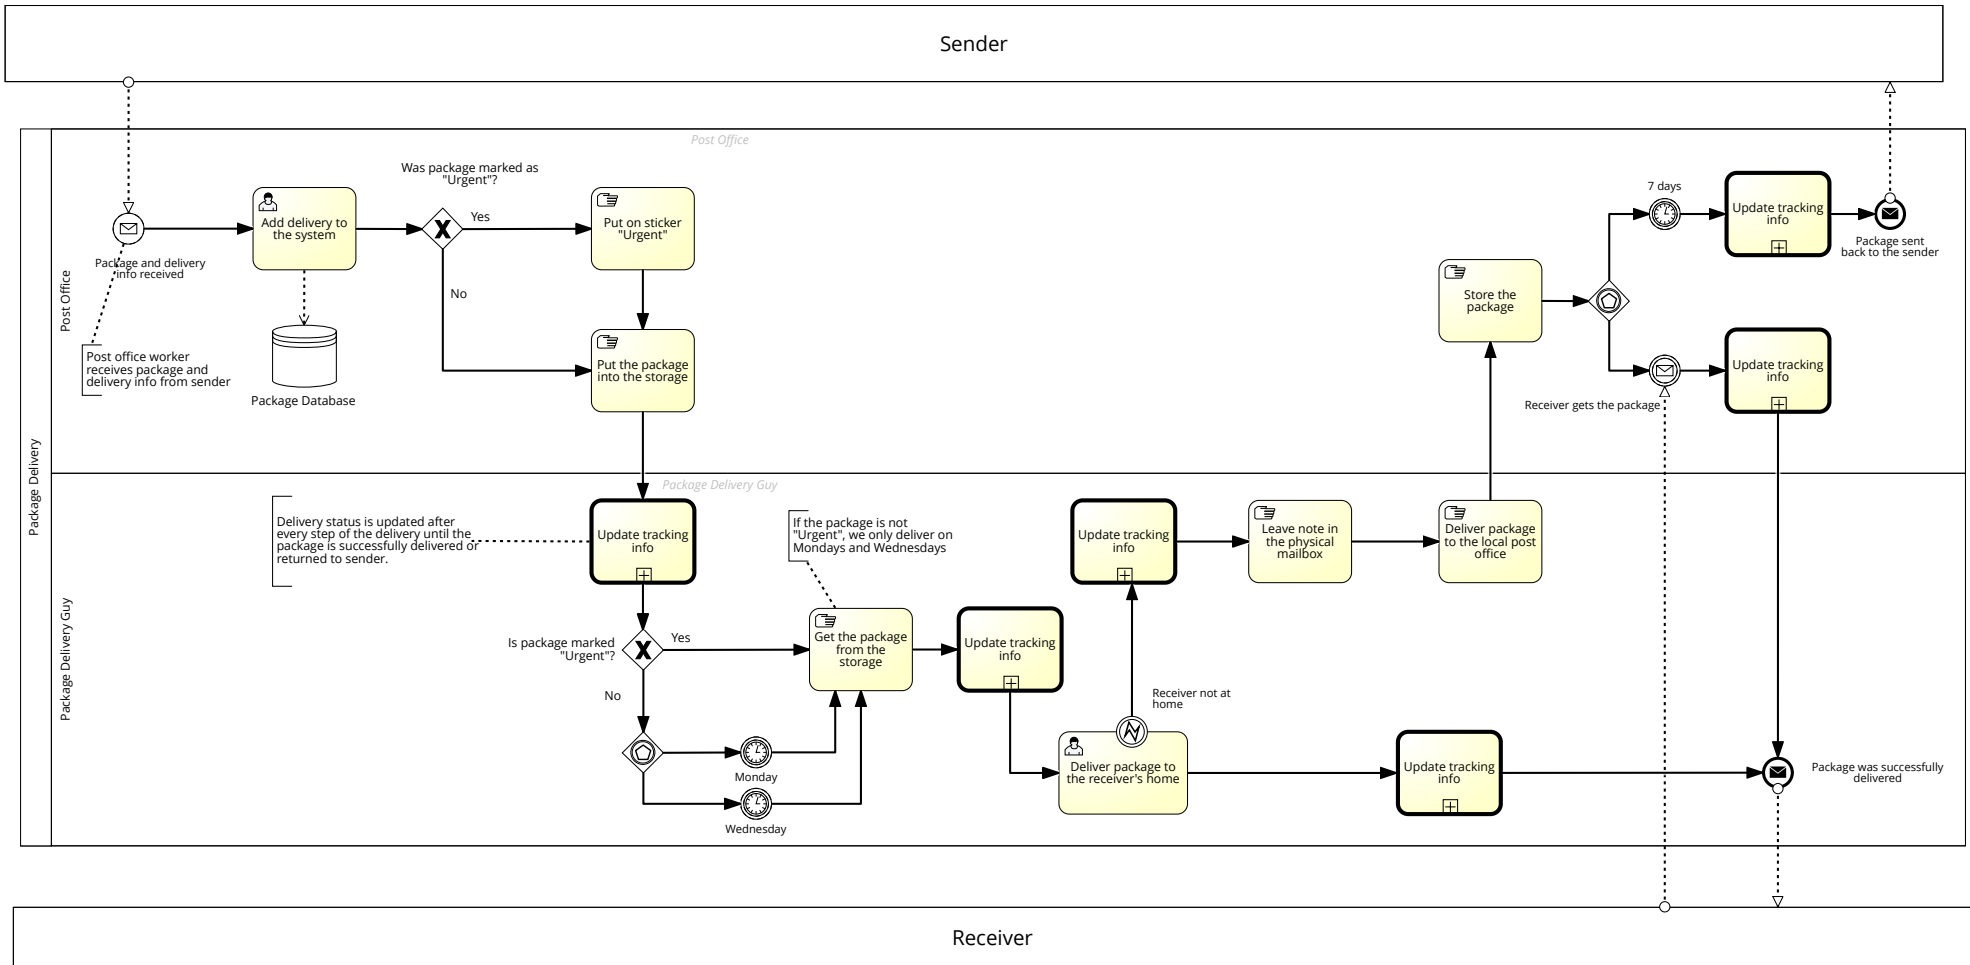 Sender
Package Delivery
Post Office
Post Office
Package and delivery
info received
Post office worker
receives package and
delivery info from sender
Add delivery to
the system
Package Database
Was package marked as
"Urgent"?
Yes
No
Put on sticker
"Urgent"
Put the package
into the storage
Store the
package
7 days
Update tracking
info
Package sent
back to the sender
Receiver gets the package
Update tracking
info
Package Delivery Guy
Package Delivery Guy
Delivery status is updated after
every step of the delivery until the
package is successfully delivered or
returned to sender.
Update tracking
info
Is package marked
"Urgent"?
Yes
No
Monday
Wednesday
If the package is not
"Urgent", we only deliver on
Mondays and Wednesdays
Get the package
from the
storage
Update tracking
info
Deliver package to
the receiver's home
Receiver not at
home
Update tracking
info
Leave note in
the physical
mailbox
Deliver package
to the local post
office
Update tracking
info
Package was successfully
delivered
Receiver